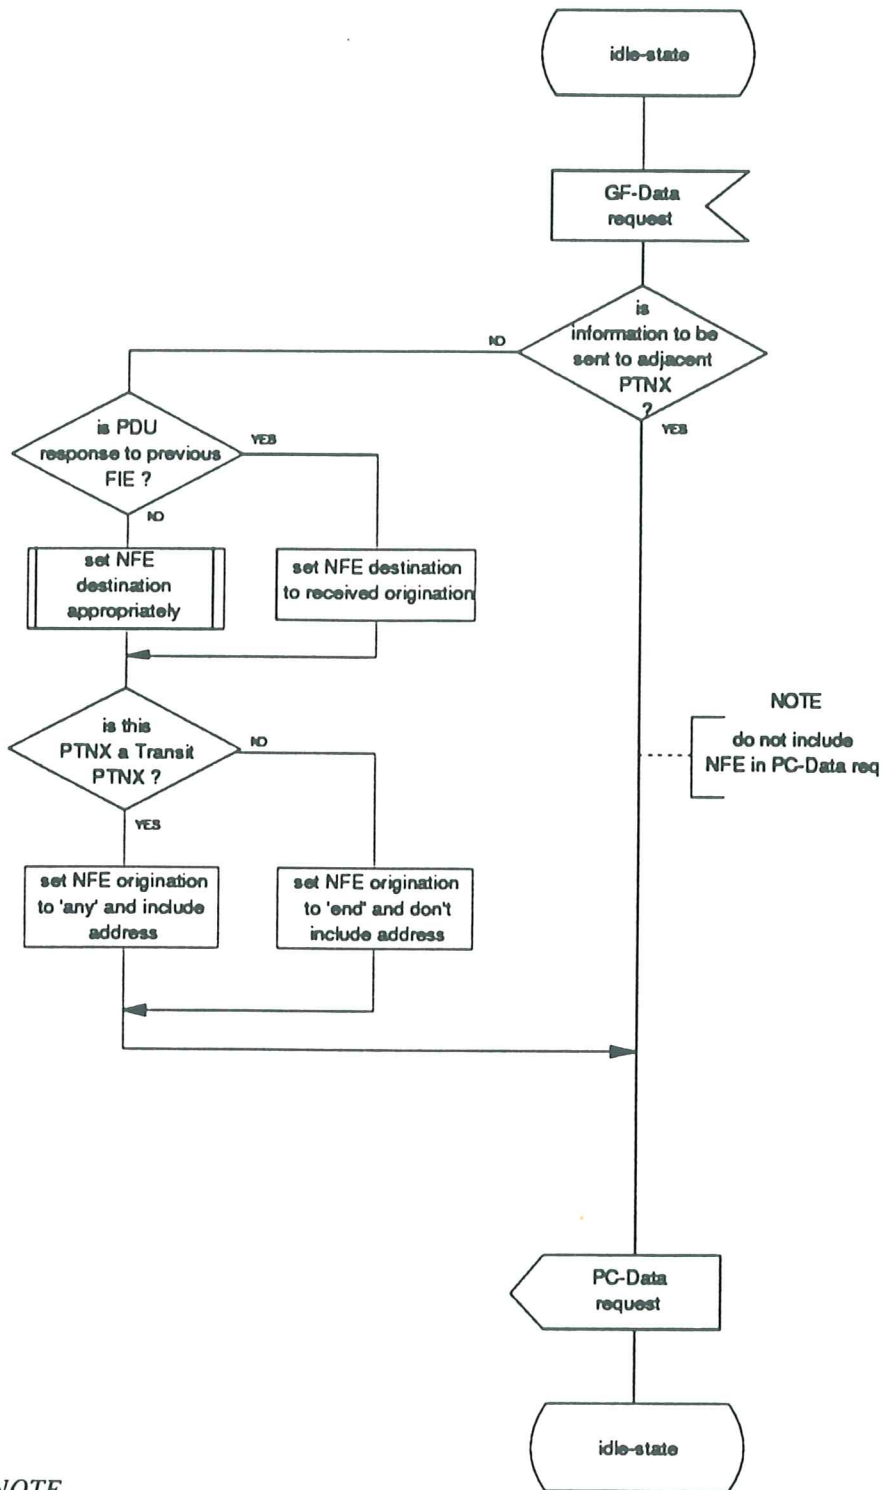 idle-state
GF-Data
request
is
information to be
sent to adjacent
PTNX
?
NO
YES
is PDU
response to previous
FIE ?
YES
NO
set NFE
destination
appropriately
set NFE destination
to received origination
is this
PTNX a Transit
PTNX ?
NO
YES
NOTE
do not include
NFE in PC-Data req
set NFE origination
to 'any' and include
address
set NFE origination
to 'end' and don't
include address
PC-Data
request
idle-state
NOTE